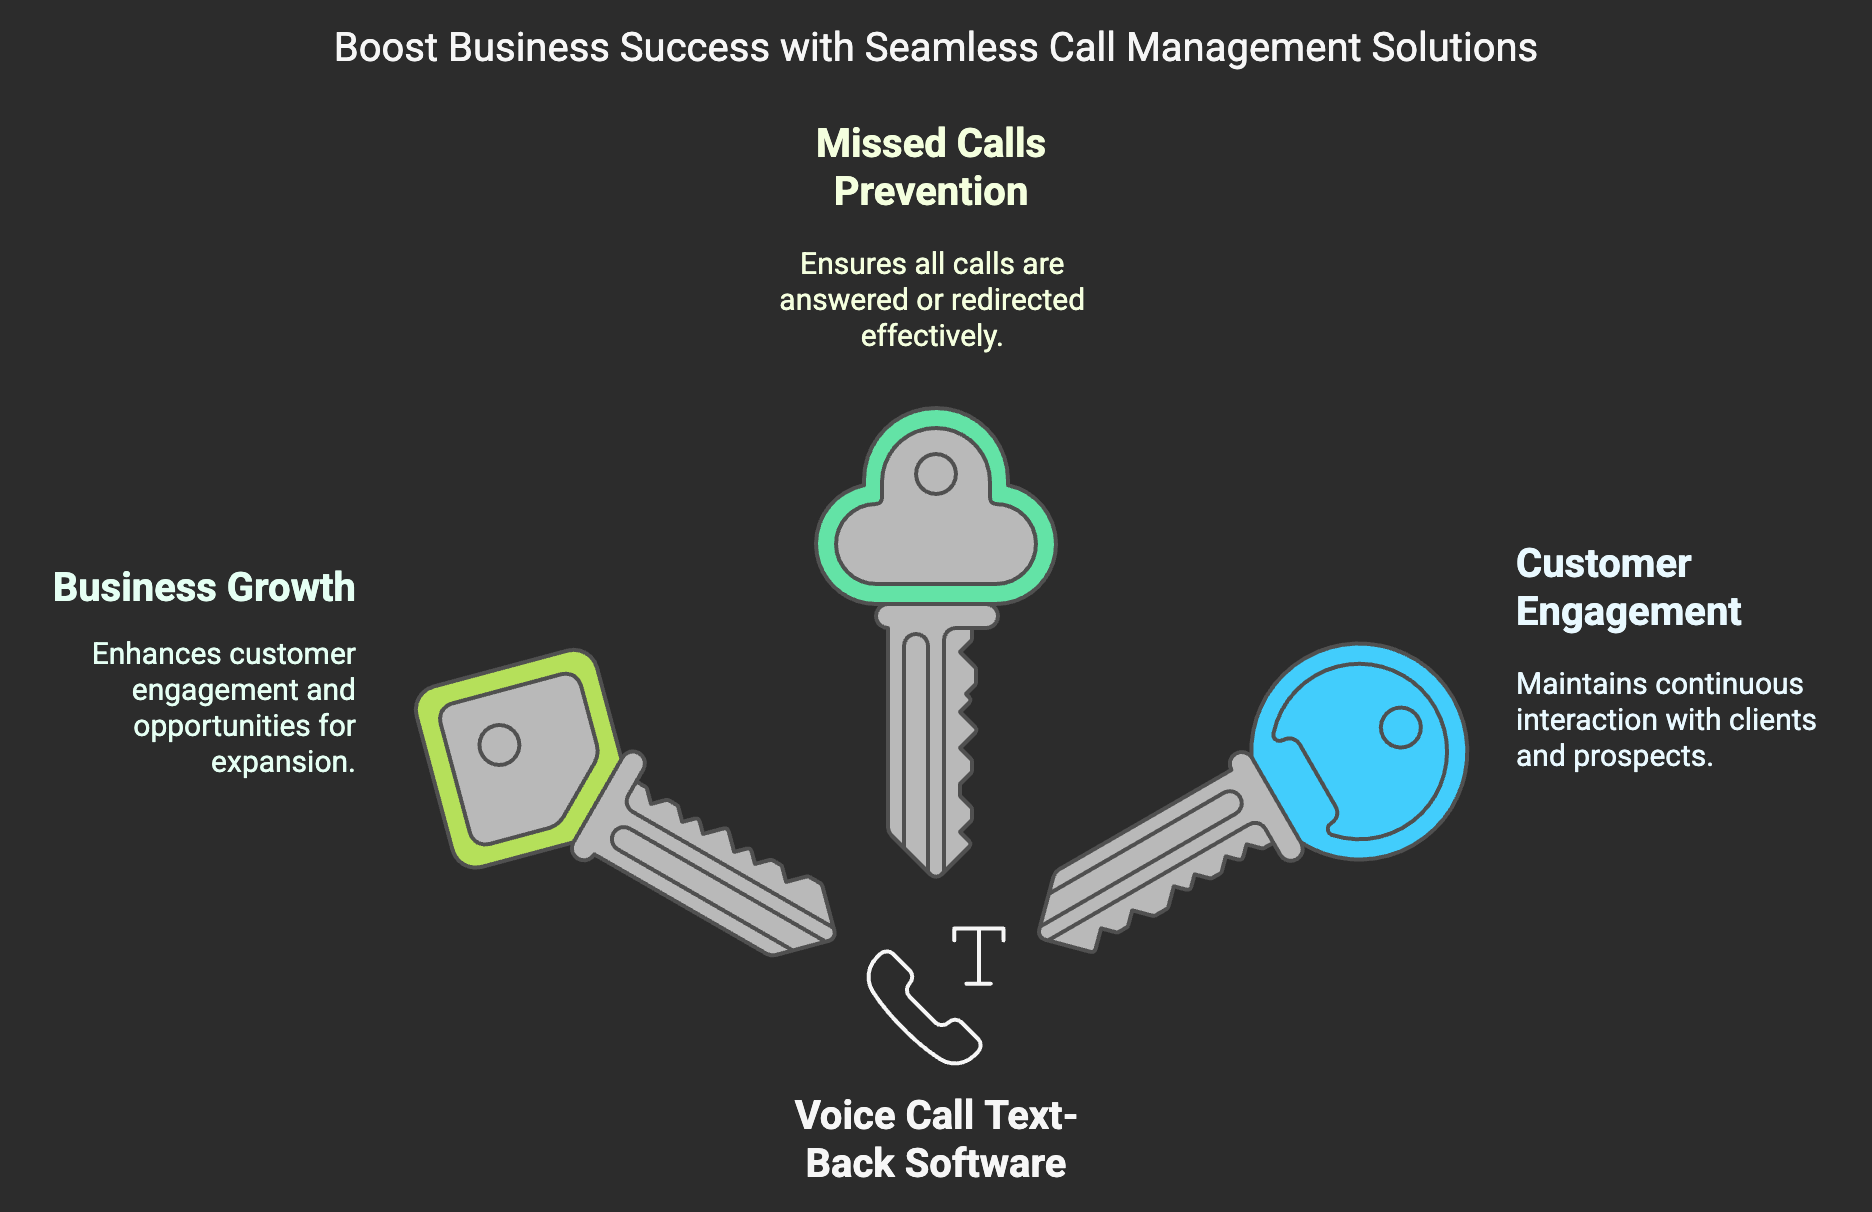 Boost Business Success with Seamless Call Management Solutions
Missed Calls
Prevention
Ensures all calls are
answered or redirected
effectively.
Business Growth
Enhances customer
engagement and
opportunities for
expansion.
Customer
Engagement
Maintains continuous
interaction with clients
and prospects.
T
Voice Call Text-
Back Software